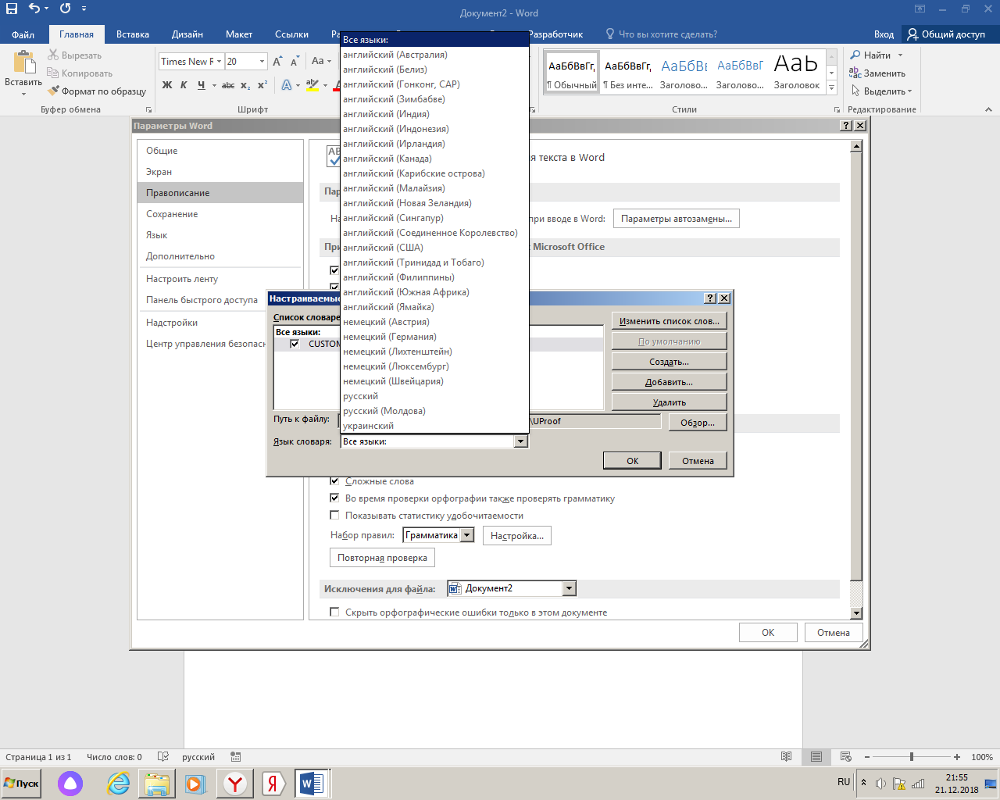 Документ2 - Word
Файл
Главная
Вставка
Дизайн
Макет
Ссылки
Разработчик
Что вы хотите сделать?
Вход
Общий доступ
Вставить
Вырезать
Копировать
Формат по образцу
Буфер обмена
Times New R
20
Aa
Ж К Ч abc x₂ x²
Шрифт
АаБбВвГг,
¶ Обычный
АаБбВвГг,
¶ Без инте...
АаБбВв
Заголово...
АаБбВвГ
Заголово...
АаЬ
Заголовок
Стили
Найти
Заменить
Выделить
Редактирование
Параметры Word
Общие
Экран
Правописание
Сохранение
Язык
Дополнительно
Настроить ленту
Панель быстрого доступа
Надстройки
Центр управления безопасн
я текста в Word
Пар
На
при вводе в Word:
Параметры автозамены...
При
Microsoft Office
Все языки:
английский (Австралия)
английский (Белиз)
английский (Гонконг, САР)
английский (Зимбабве)
английский (Индия)
английский (Индонезия)
английский (Ирландия)
английский (Канада)
английский (Карибские острова)
английский (Малайзия)
английский (Новая Зеландия)
английский (Сингапур)
английский (Соединенное Королевство)
английский (США)
английский (Тринидад и Тобаго)
английский (Филиппины)
английский (Южная Африка)
английский (Ямайка)
немецкий (Австрия)
немецкий (Германия)
немецкий (Лихтенштейн)
немецкий (Люксембург)
немецкий (Швейцария)
русский
русский (Молдова)
украинский
Настраиваемые
Список словаре
Все языки:
CUSTOM
Изменить список слов...
По умолчанию
Создать...
Добавить...
Удалить
Путь к файлу:
\UProof
Обзор...
Язык словаря:
Все языки:
ОК
Отмена
Сложные слова
Во время проверки орфографии также проверять грамматику
Показывать статистику удобочитаемости
Набор правил:
Грамматика
Настройка...
Повторная проверка
Исключения для файла:
Документ2
Скрыть орфографические ошибки только в этом документе
ОК
Отмена
Страница 1 из 1
Число слов: 0
русский
100%
Пуск
RU
21:55
21.12.2018